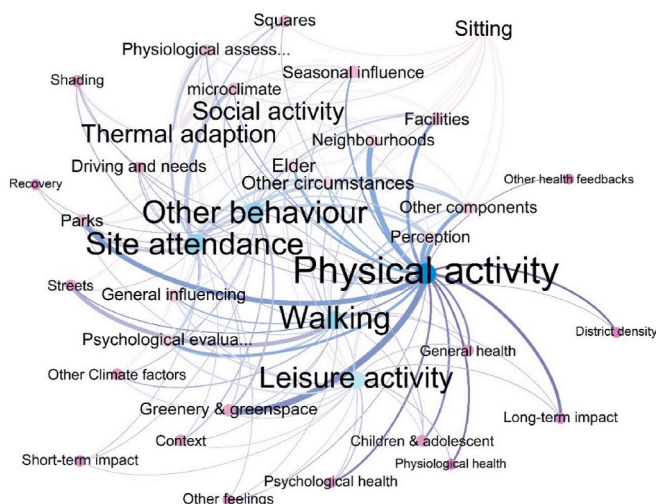 Squares
Sitting
Physiological assess...
Seasonal influence
Shading
microclimate
Social activity
Facilities
Thermal adaption
Neighbourhoods
Driving and needs
Elder
Other health feedbacks
Recovery
Other circumstances
Parks
Other behaviour
Other components
Site attendance
Perception
Physical activity
Streets
General influencing
Walking
District density
Psychological evalua...
General health
Other Climate factors
Leisure activity
Greenery & greenspace
Long-term impact
Context
Children & adolescent
Short-term impact
Physiological health
Psychological health
Other feelings